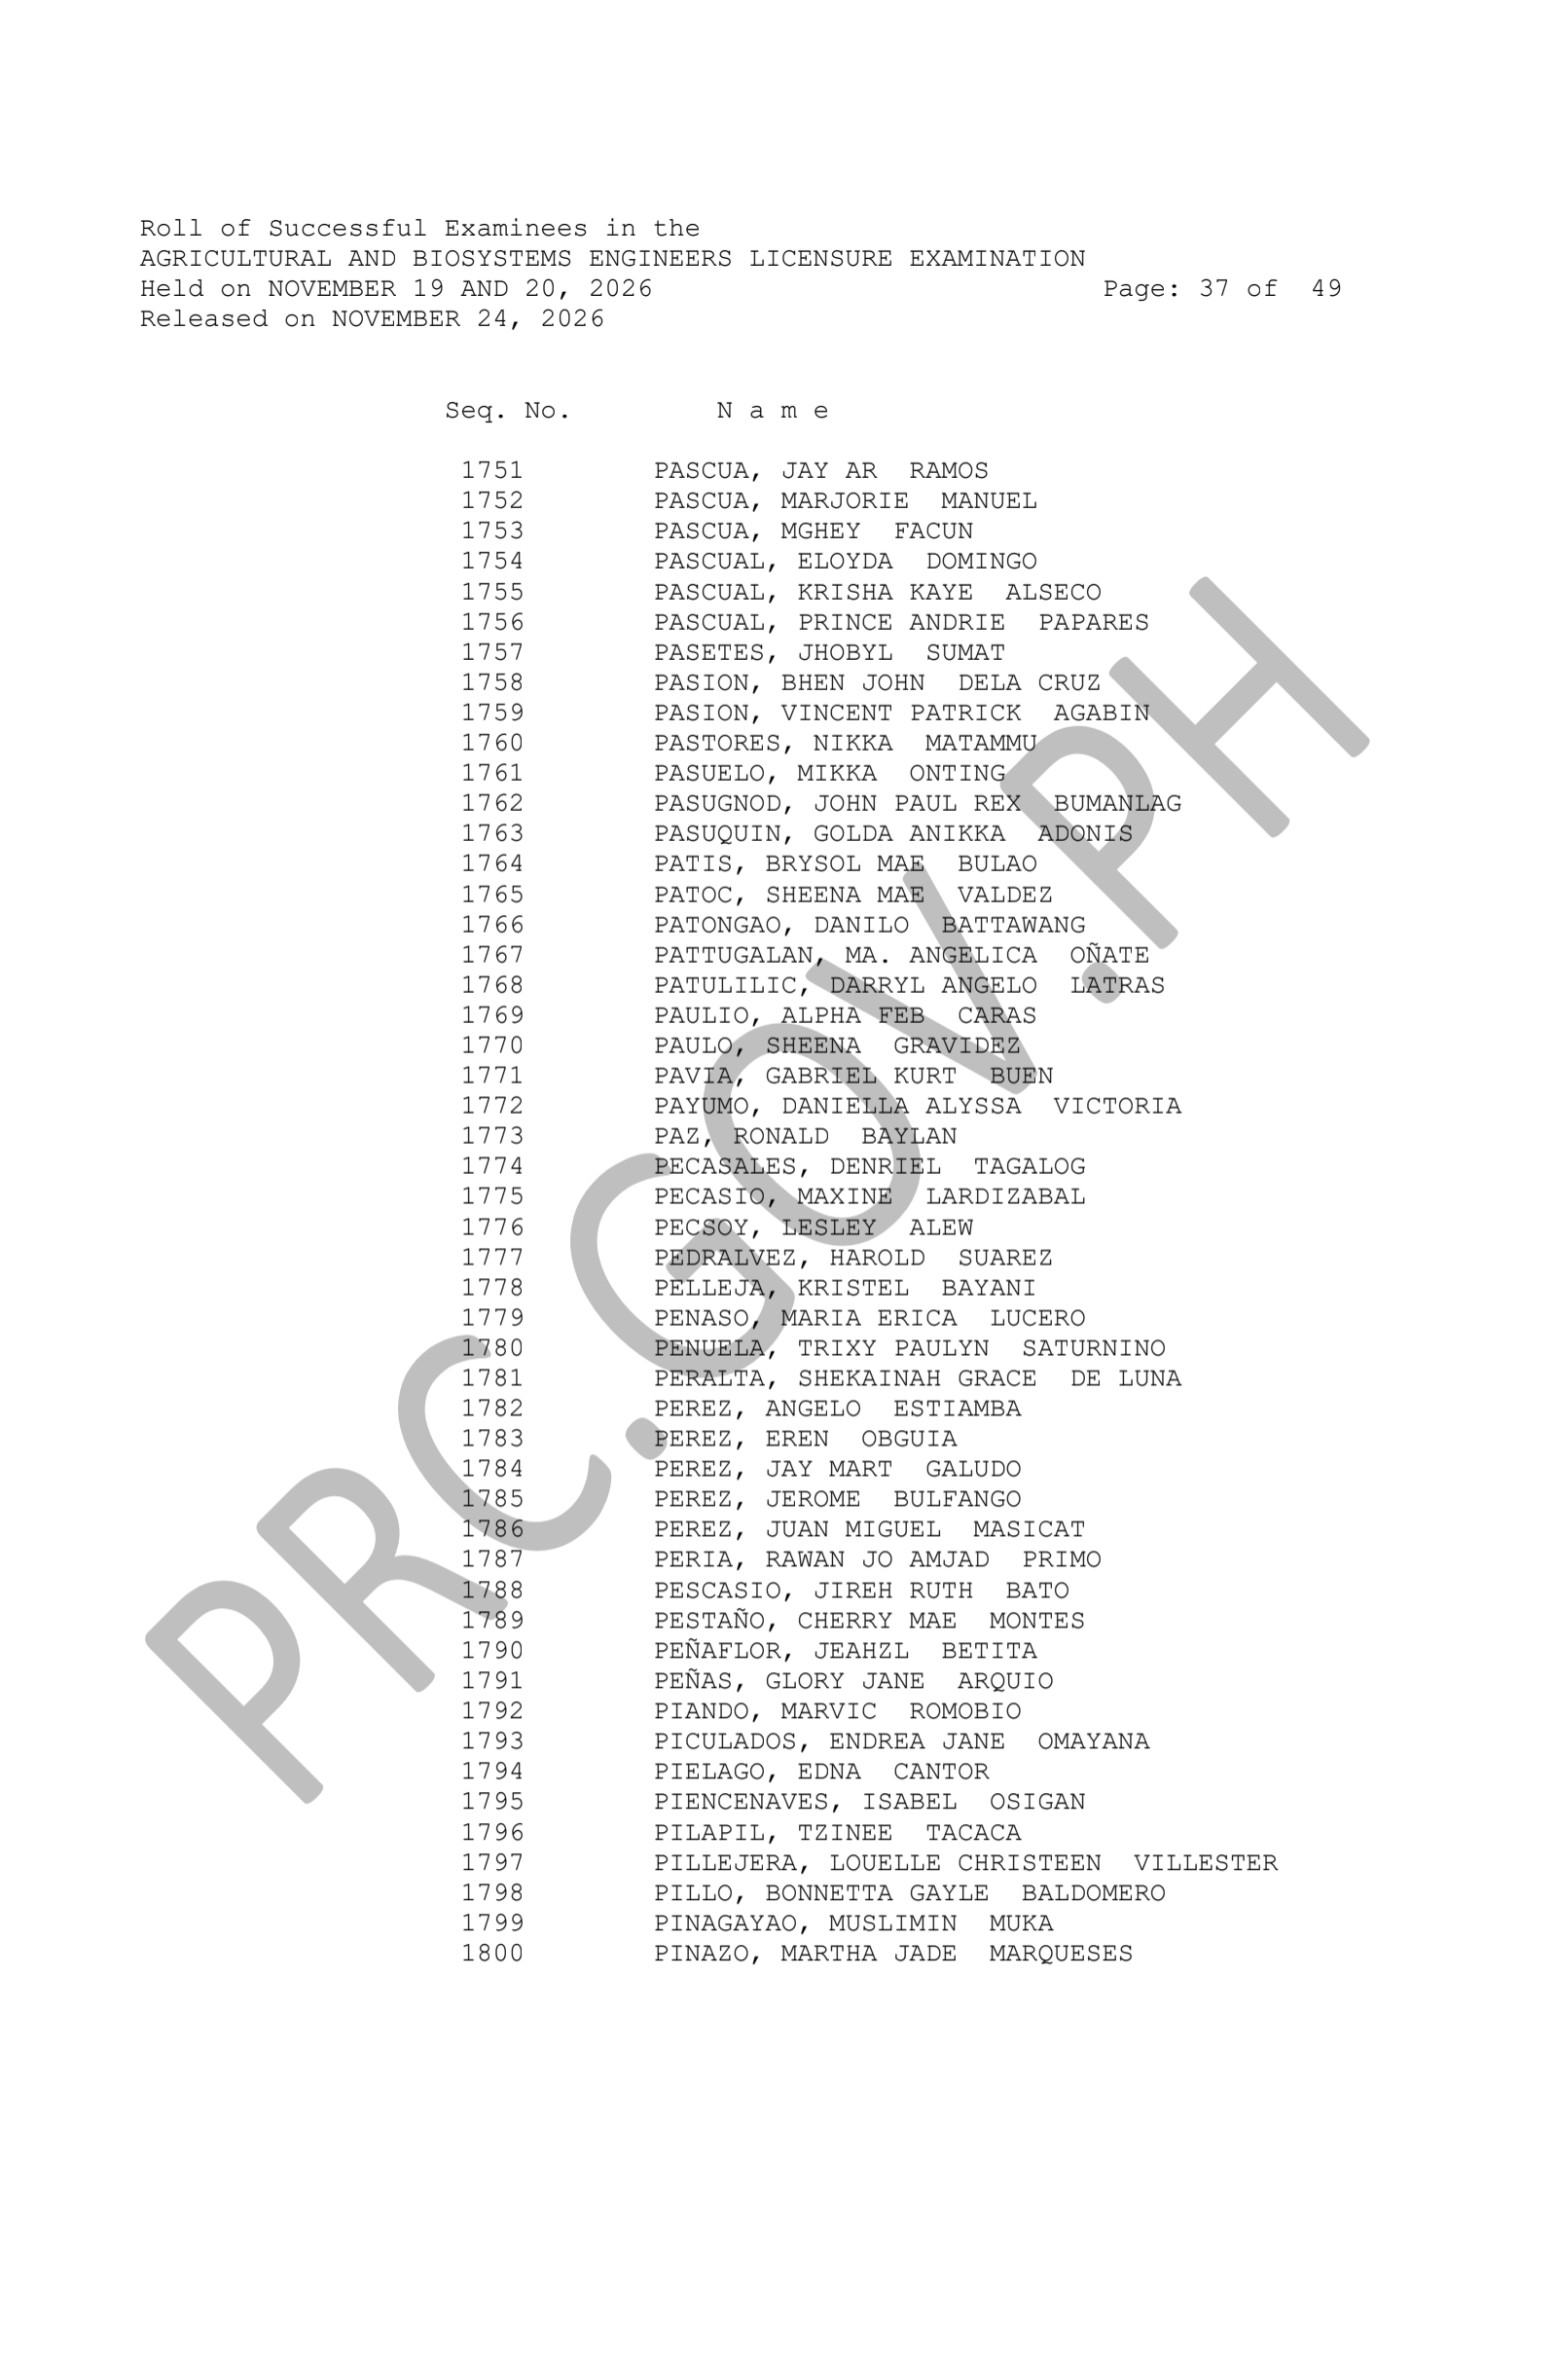 Roll of Successful Examinees in the
AGRICULTURAL AND BIOSYSTEMS ENGINEERS LICENSURE EXAMINATION
Held on NOVEMBER 19 AND 20, 2026 Page: 37 of 49
Released on NOVEMBER 24, 2026
Seq. No. N a m e
1751 PASCUA, JAY AR RAMOS
1752 PASCUA, MARJORIE MANUEL
1753 PASCUA, MGHEY FACUN
1754 PASCUAL, ELOYDA DOMINGO
1755 PASCUAL, KRISHA KAYE ALSECO
1756 PASCUAL, PRINCE ANDRIE PAPARES
1757 PASETES, JHOBYL SUMAT
1758 PASION, BHEN JOHN DELA CRUZ
1759 PASION, VINCENT PATRICK AGABIN
1760 PASTORES, NIKKA MATAMMU
1761 PASUELO, MIKKA ONTING
1762 PASUGNOD, JOHN PAUL REX BUMANLAG
1763 PASUQUIN, GOLDA ANIKKA ADONIS
1764 PATIS, BRYSOL MAE BULAO
1765 PATOC, SHEENA MAE VALDEZ
1766 PATONGAO, DANILO BATTAWANG
1767 PATTUGALAN, MA. ANGELICA OÑATE
1768 PATULILIC, DARRYL ANGELO LATRAS
1769 PAULIO, ALPHA FEB CARAS
1770 PAULO, SHEENA GRAVIDEZ
1771 PAVIA, GABRIEL KURT BUEN
1772 PAYUMO, DANIELLA ALYSSA VICTORIA
1773 PAZ, RONALD BAYLAN
1774 PECASALES, DENRIEL TAGALOG
1775 PECASIO, MAXINE LARDIZABAL
1776 PECSOY, LESLEY ALEW
1777 PEDRALVEZ, HAROLD SUAREZ
1778 PELLEJA, KRISTEL BAYANI
1779 PENASO, MARIA ERICA LUCERO
1780 PENUELA, TRIXY PAULYN SATURNINO
1781 PERALTA, SHEKAINAH GRACE DE LUNA
1782 PEREZ, ANGELO ESTIAMBA
1783 PEREZ, EREN OBGUIA
1784 PEREZ, JAY MART GALUDO
1785 PEREZ, JEROME BULFANGO
1786 PEREZ, JUAN MIGUEL MASICAT
1787 PERIA, RAWAN JO AMJAD PRIMO
1788 PESCASIO, JIREH RUTH BATO
1789 PESTAÑO, CHERRY MAE MONTES
1790 PEÑAFLOR, JEAHZL BETITA
1791 PEÑAS, GLORY JANE ARQUIO
1792 PIANDO, MARVIC ROMOBIO
1793 PICULADOS, ENDREA JANE OMAYANA
1794 PIELAGO, EDNA CANTOR
1795 PIENCENAVES, ISABEL OSIGAN
1796 PILAPIL, TZINEE TACACA
1797 PILLEJERA, LOUELLE CHRISTEEN VILLESTER
1798 PILLO, BONNETTA GAYLE BALDOMERO
1799 PINAGAYAO, MUSLIMIN MUKA
1800 PINAZO, MARTHA JADE MARQUESES
PRC.GOV.PH